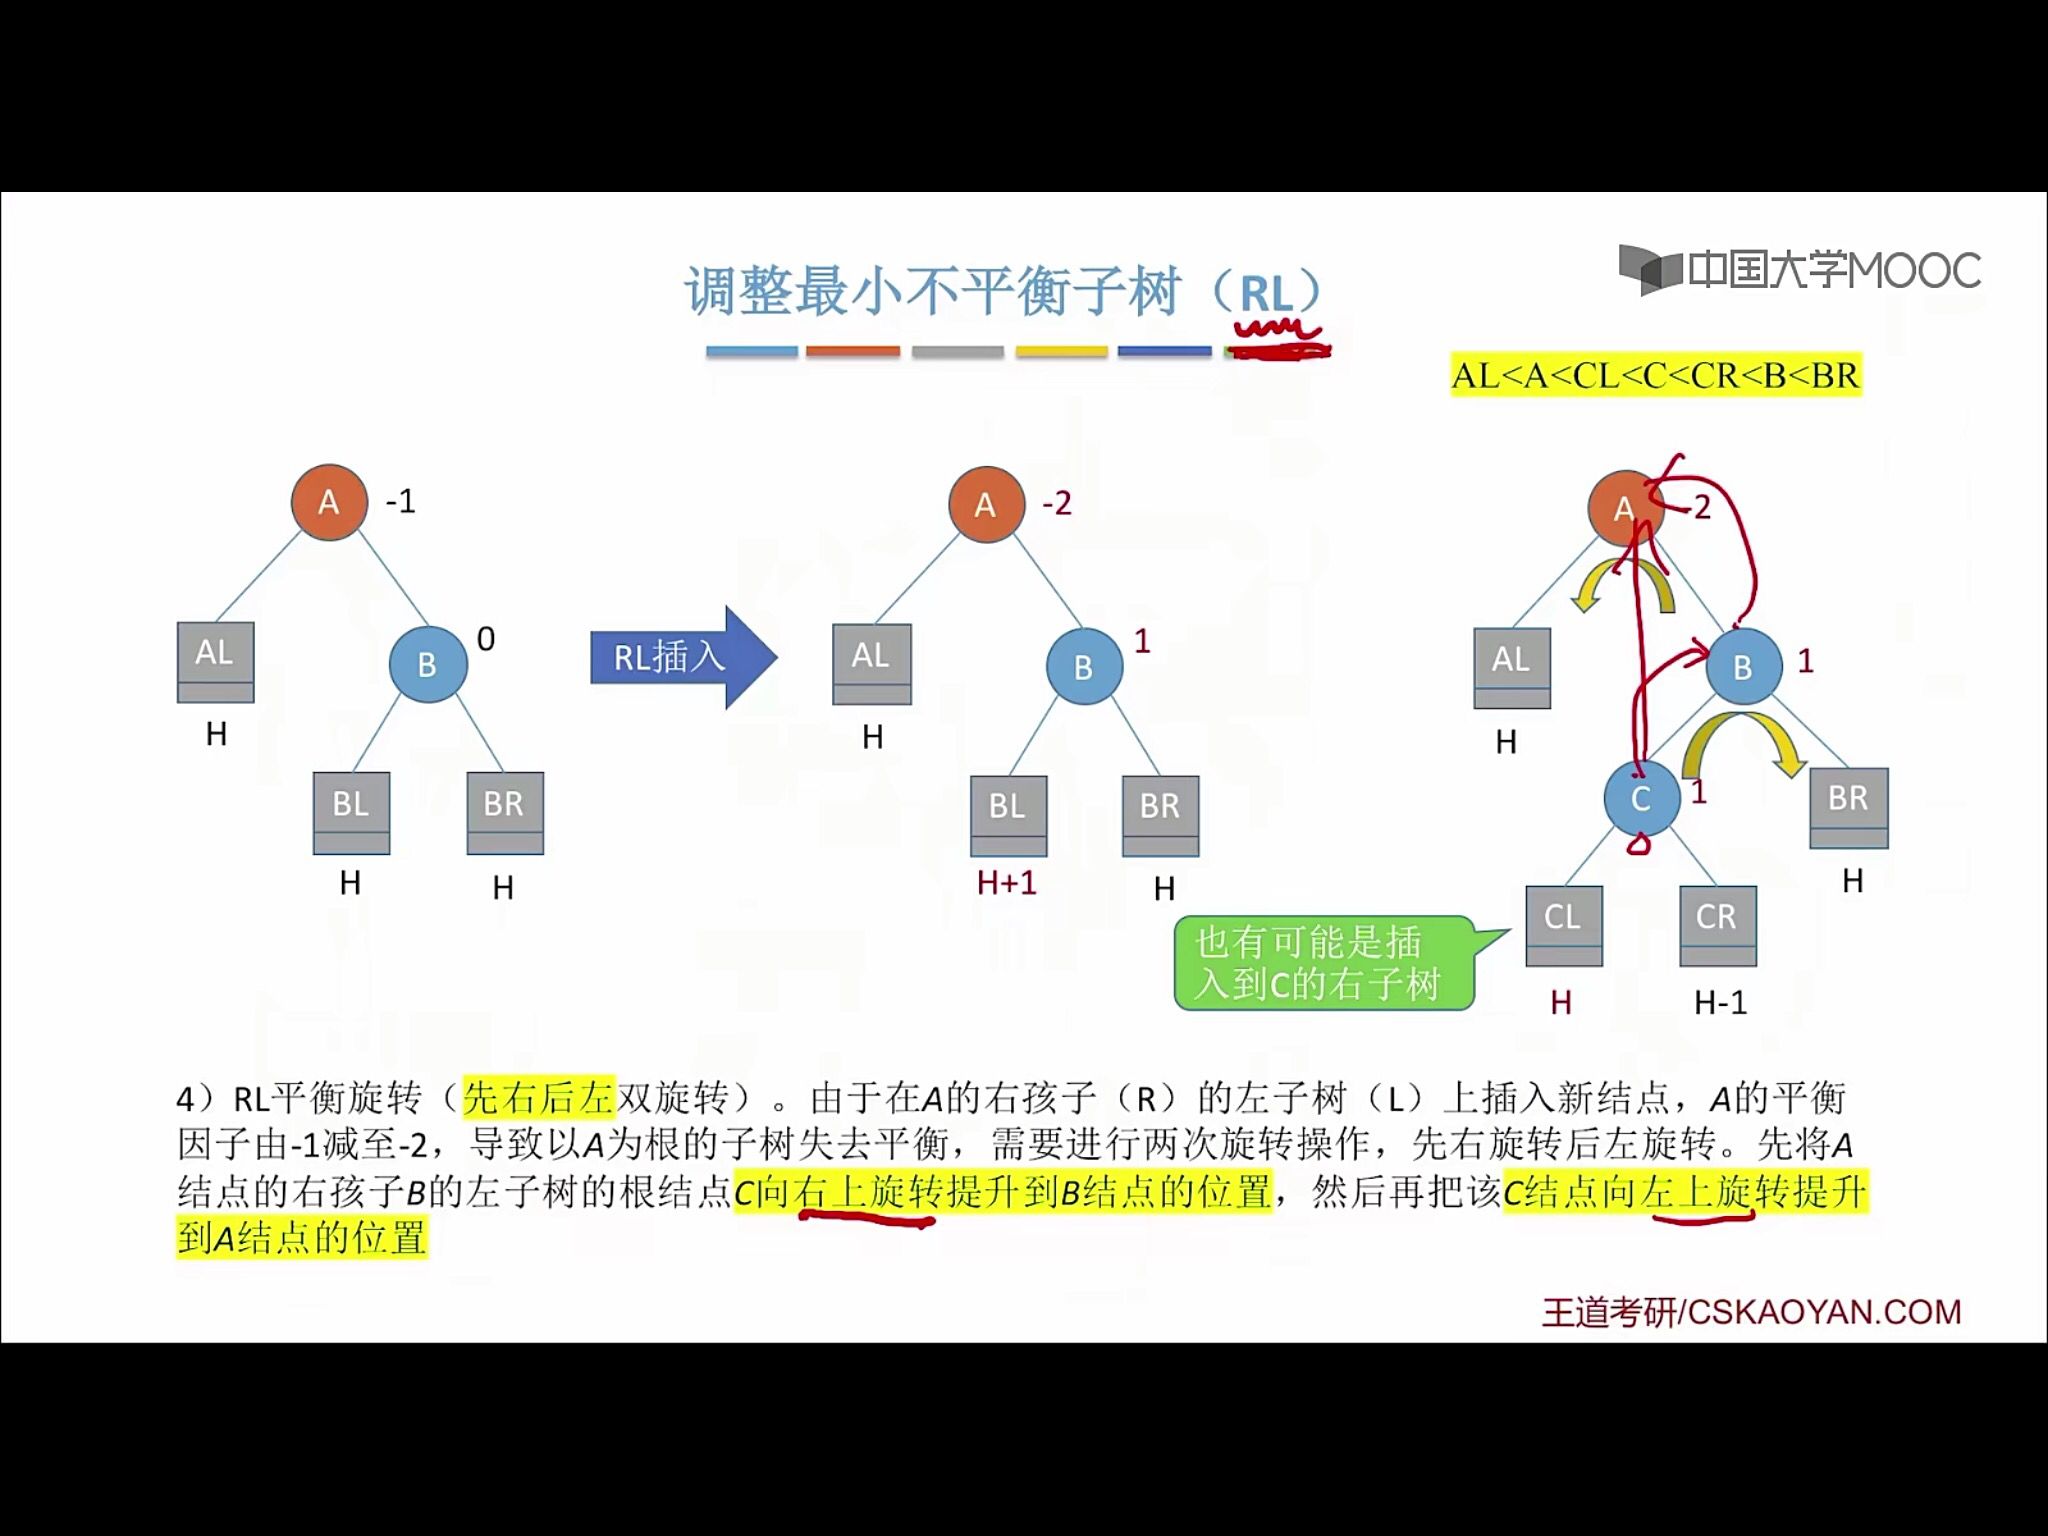 调整最小不平衡子树（RL）
中国大学MOOC
AL<A<CL<C<CR<B<BR
A
-1
AL
H
B
0
BL
H
BR
H
RL插入
A
-2
AL
H
B
1
BL
H+1
BR
H
A
-2
AL
H
B
1
C
1
BR
H
CL
H
CR
H-1
也有可能是插
入到C的右子树
4）RL平衡旋转（先右后左双旋转）。由于在A的右孩子（R）的左子树（L）上插入新结点，A的平衡
因子由-1减至-2，导致以A为根的子树失去平衡，需要进行两次旋转操作，先右旋转后左旋转。先将A
结点的右孩子B的左子树的根结点C向右上旋转提升到B结点的位置，然后再把该C结点向左上旋转提升
到A结点的位置
王道考研/CSKAOYAN.COM